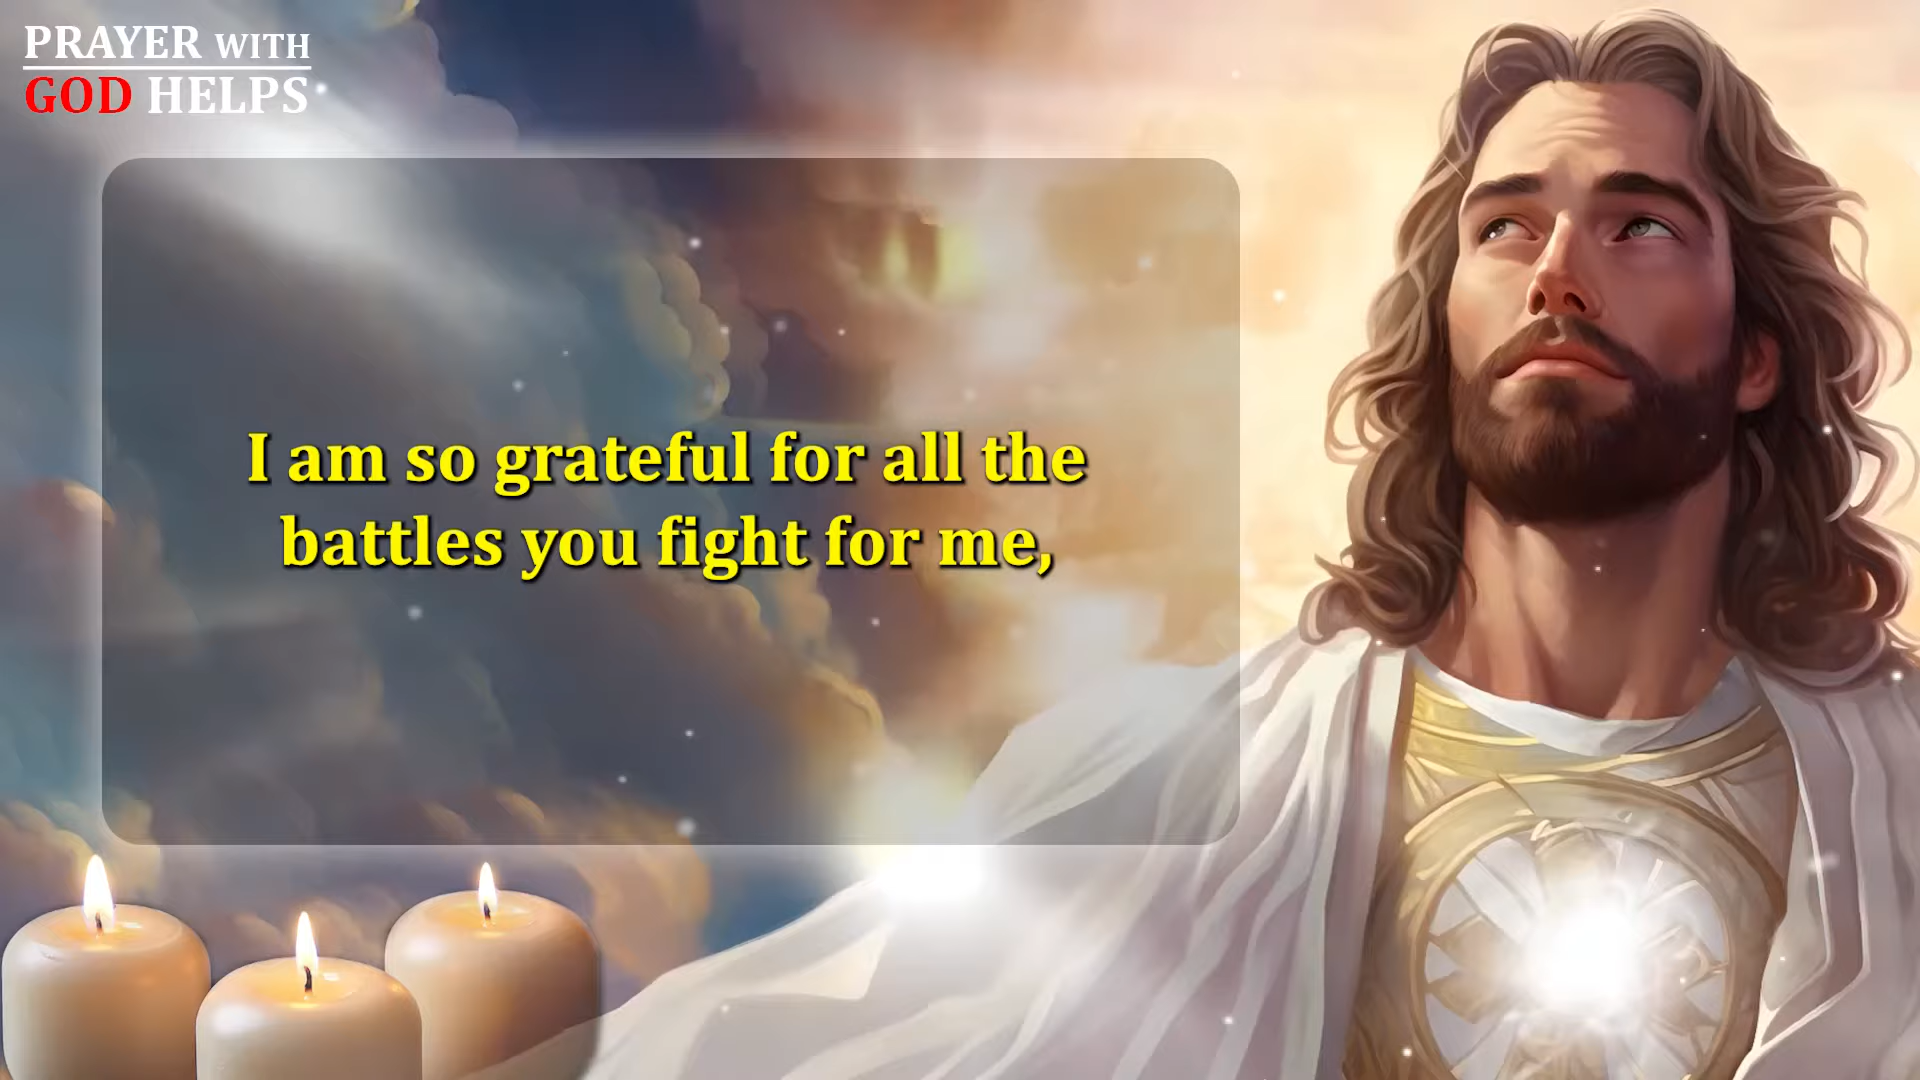 PRAYER WITH
GOD HELPS
I am so grateful for all the
battles you fight for me,